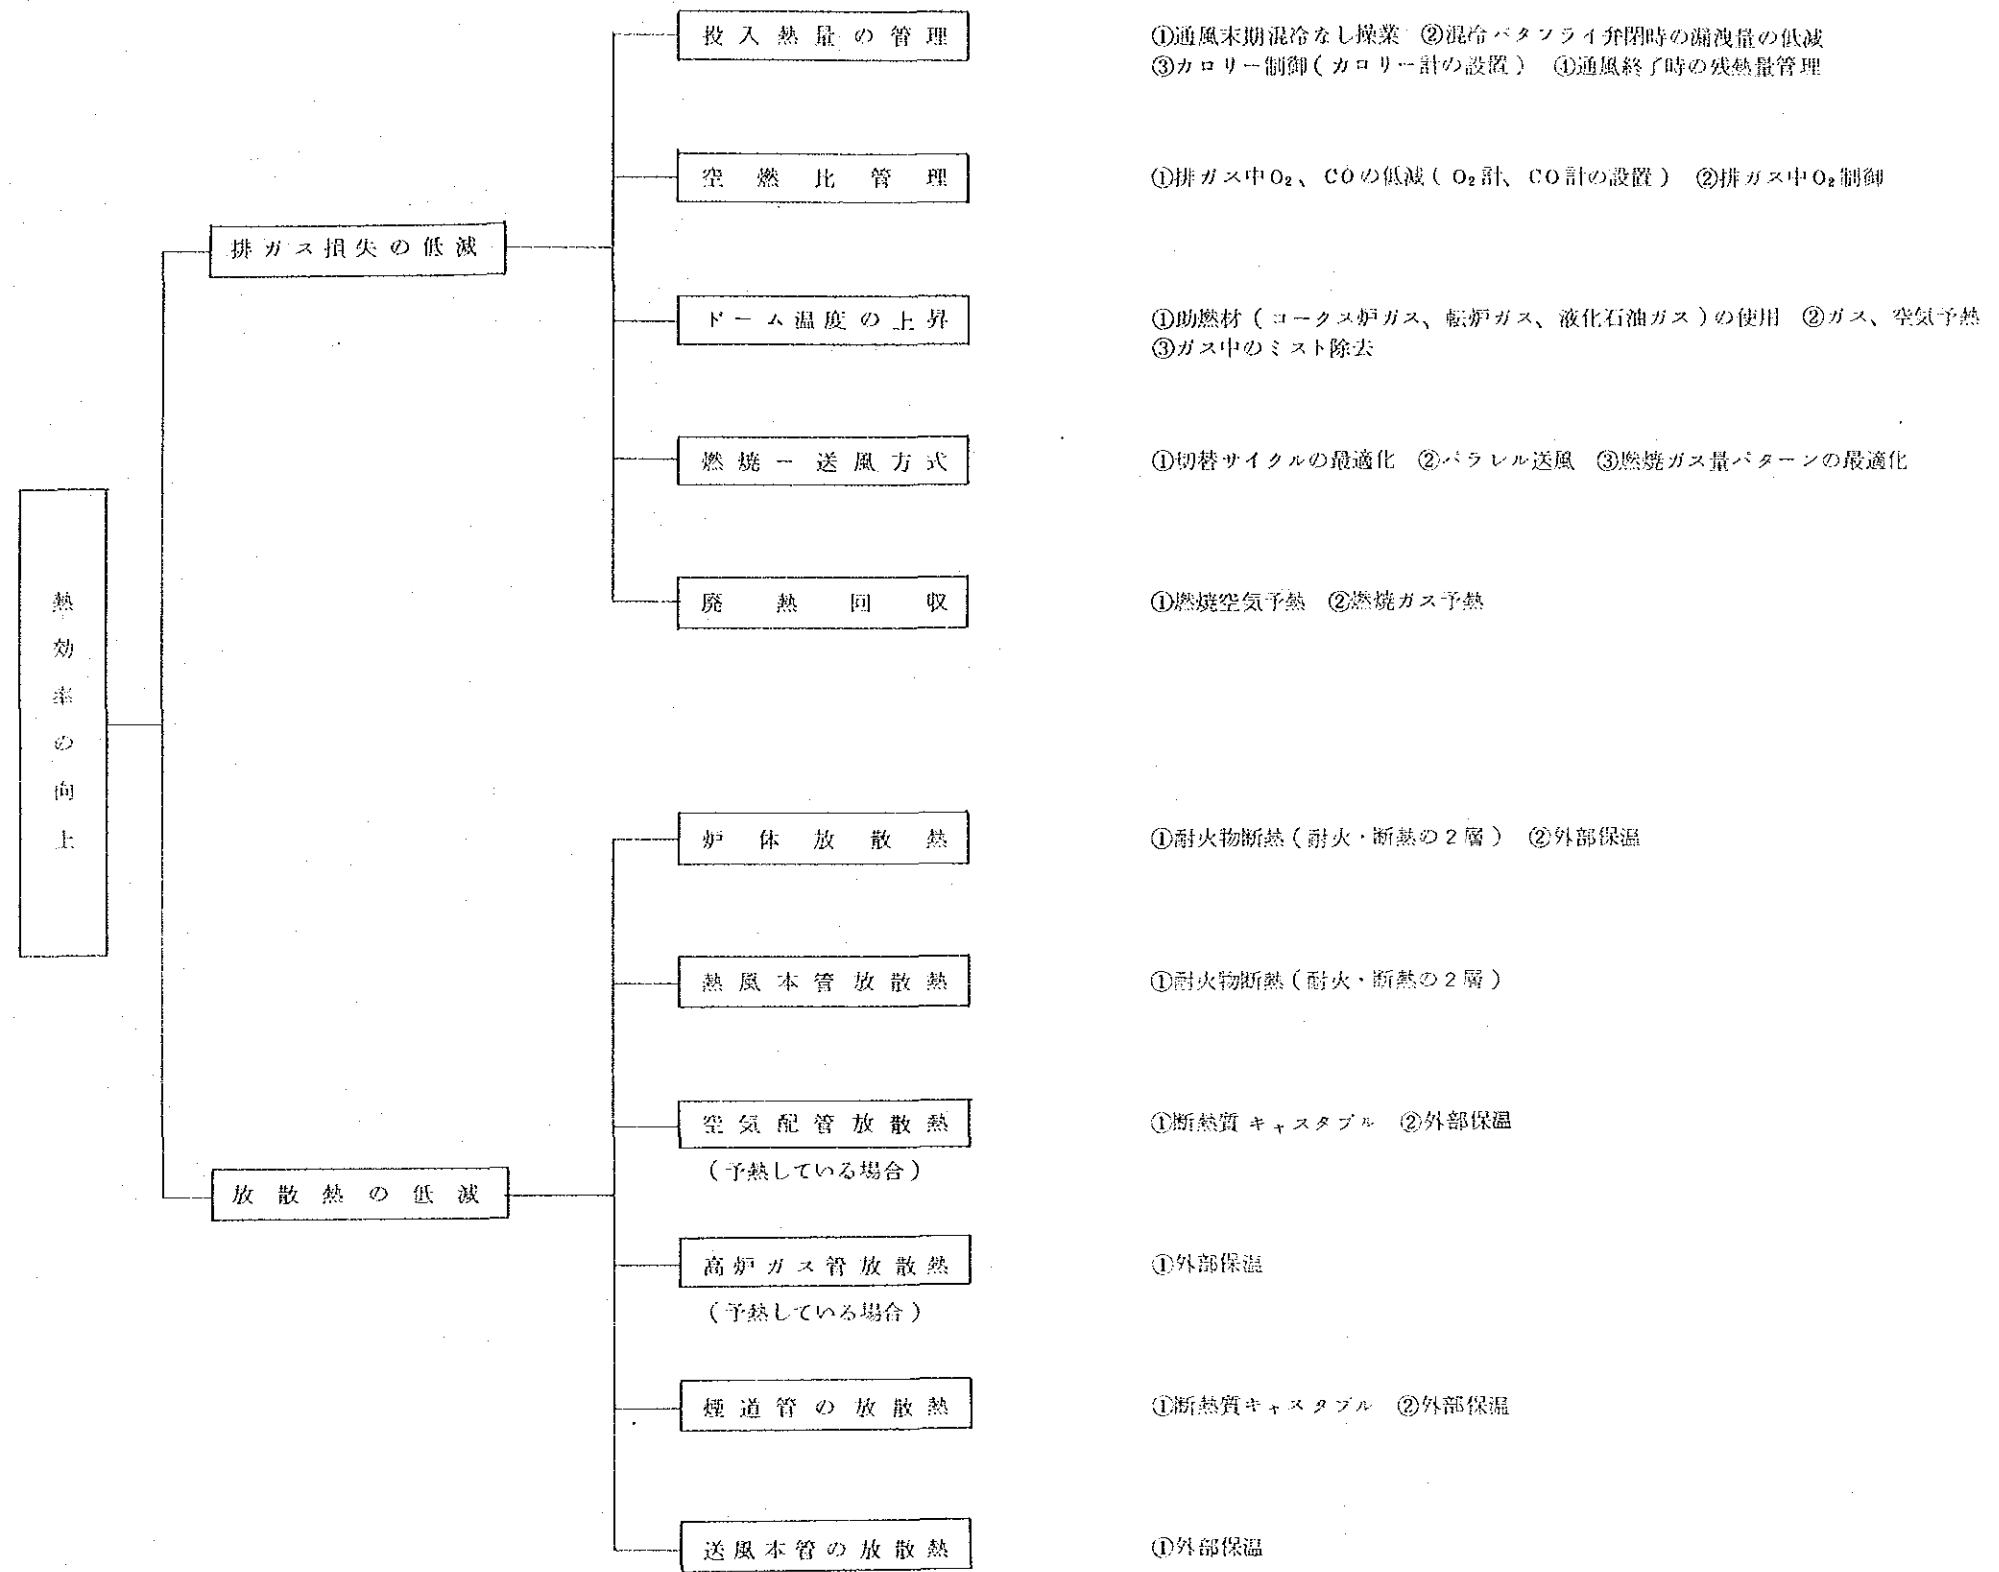 熱効率の向上
排ガス損失の低減
投入熱量の管理
①通風末期混冷なし操業 ②混冷バタフライ弁閉時の漏洩量の低減
③カロリー制御(カロリー計の設置) ④通風終了時の残熱量管理
空燃比管理
①排ガス中O₂、COの低減(O₂計、CO計の設置) ②排ガス中O₂制御
ドーム温度の上昇
①助燃材(コークス炉ガス、転炉ガス、液化石油ガス)の使用 ②ガス、空気予熱
③ガス中のミスト除去
燃焼-送風方式
①切替サイクルの最適化 ②パラレル送風 ③燃焼ガス量パターンの最適化
廃熱回収
①燃焼空気予熱 ②燃焼ガス予熱
放散熱の低減
炉体放散熱
①耐火物断熱(耐火・断熱の2層) ②外部保温
熱風本管放散熱
①耐火物断熱(耐火・断熱の2層)
空気配管放散熱
(予熱している場合)
①断熱質キャスタブル ②外部保温
高炉ガス管放散熱
(予熱している場合)
①外部保温
煙道管の放散熱
①断熱質キャスタブル ②外部保温
送風本管の放散熱
①外部保温